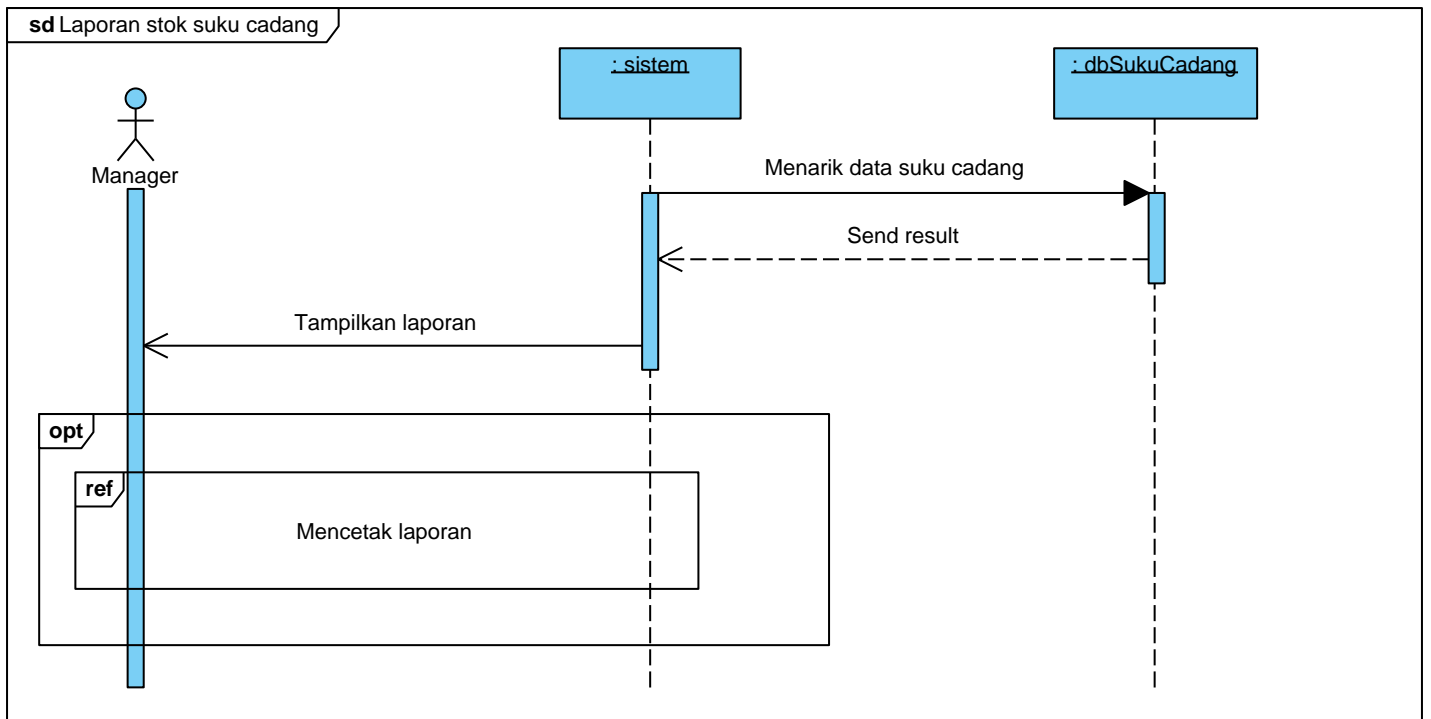 sd Laporan stok suku cadang
: sistem
: dbSukuCadang
Manager
Menarik data suku cadang
Send result
Tampilkan laporan
opt
ref
Mencetak laporan